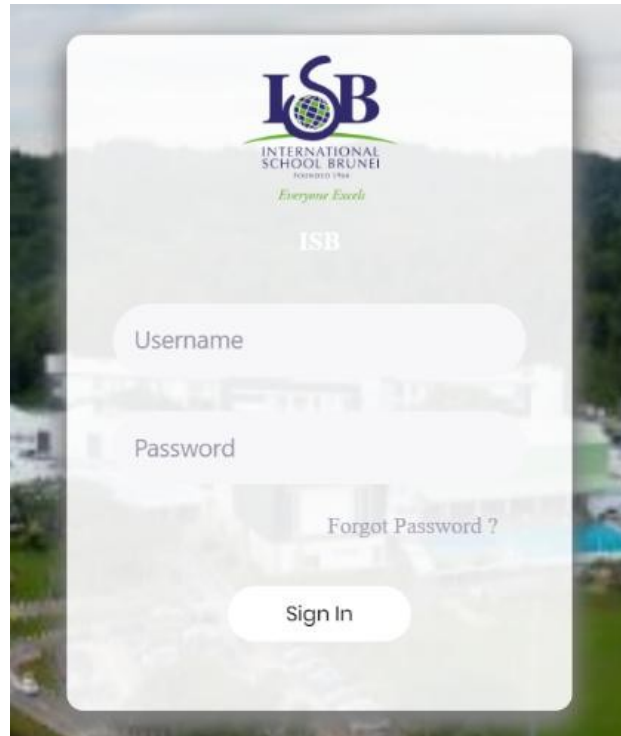 ISB
INTERNATIONAL
SCHOOL BRUNEI
FOUNDED 1964
Everyone Excels
ISB
Username
Password
Forgot Password ?
Sign In